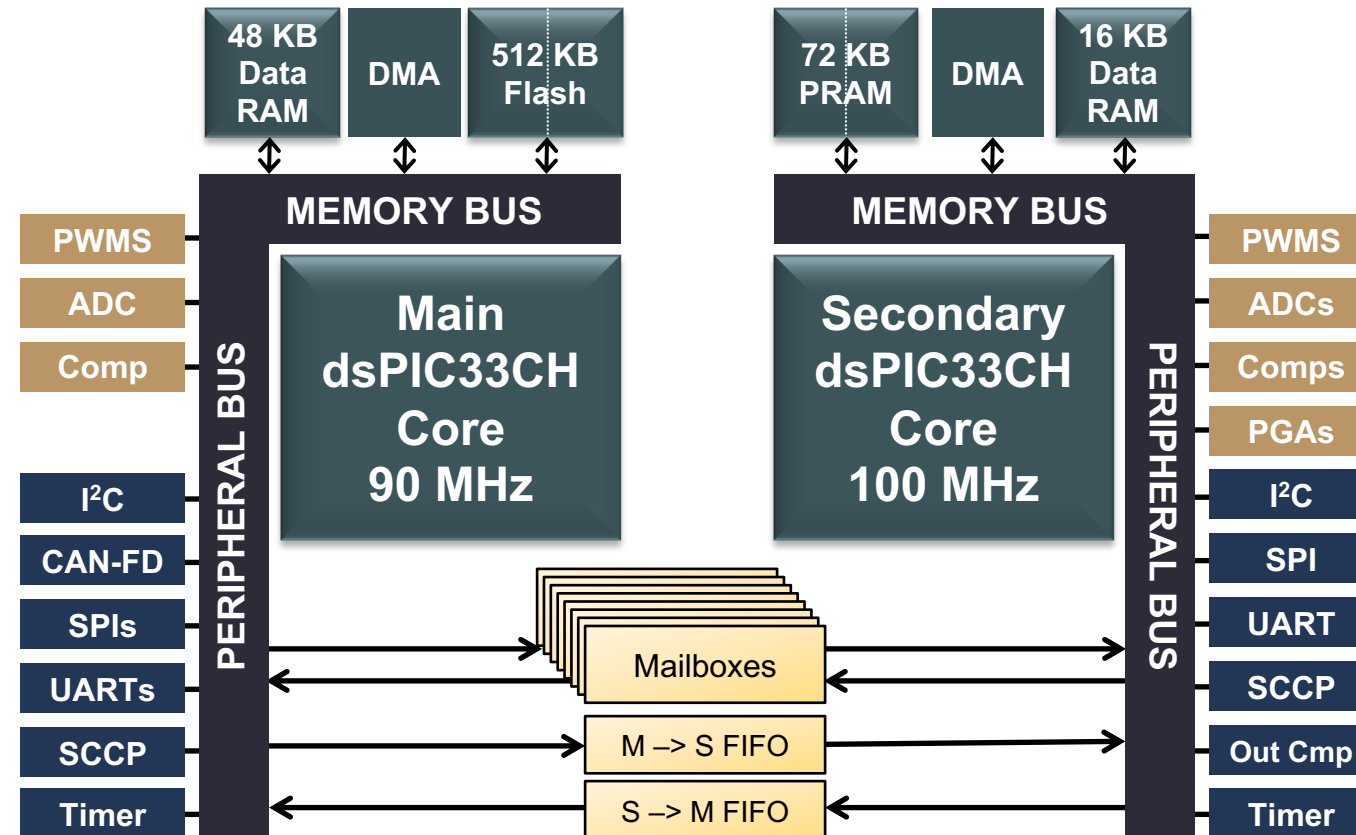 48 KB
Data
RAM
DMA
512 KB
Flash
72 KB
PRAM
DMA
16 KB
Data
RAM
MEMORY BUS
MEMORY BUS
PWMS
ADC
Comp
I²C
CAN-FD
SPIs
UARTs
SCCP
Timer
PERIPHERAL BUS
Main
dsPIC33CH
Core
90 MHz
Secondary
dsPIC33CH
Core
100 MHz
Mailboxes
M –> S FIFO
S –> M FIFO
PERIPHERAL BUS
PWMS
ADCs
Comps
PGAs
I²C
SPI
UART
SCCP
Out Cmp
Timer